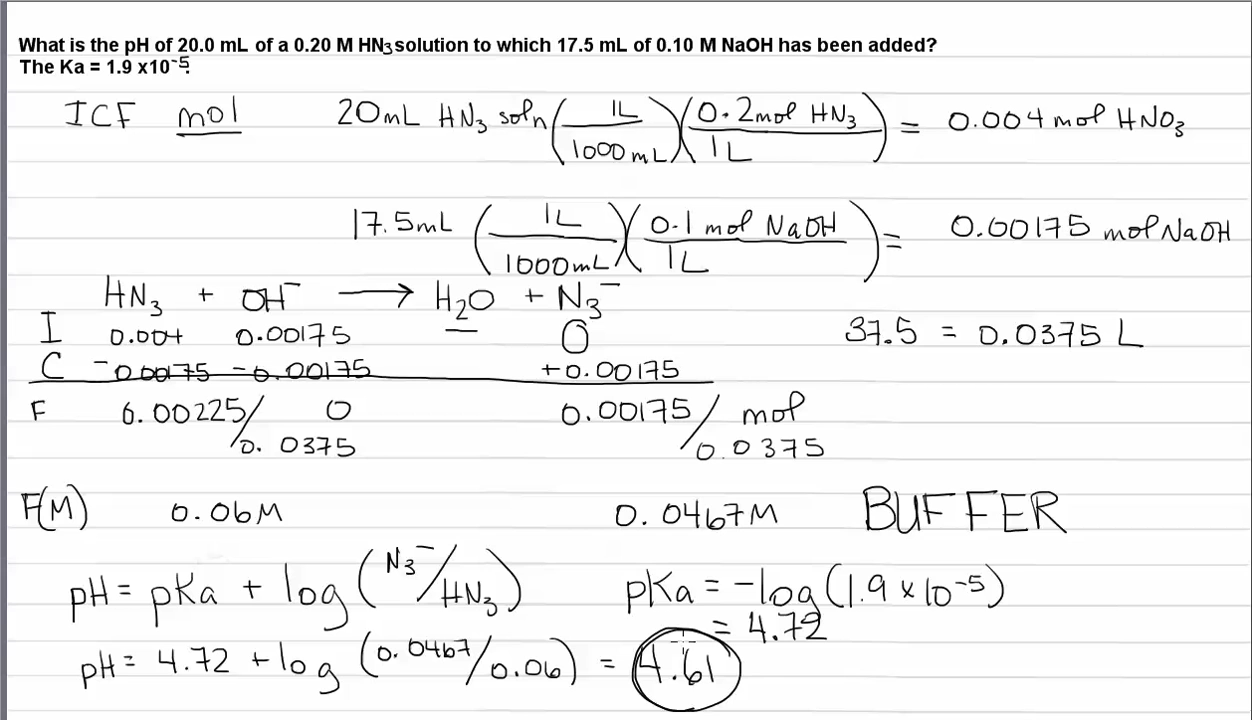 What is the pH of 20.0 mL of a 0.20 M HN₃ solution to which 17.5 mL of 0.10 M NaOH has been added?
The Ka = 1.9 x10⁻⁵.
ICF mol 20mL HN₃ soln (1L/1000mL)(0.2mol HN₃/1L) = 0.004 mol HNO₃
17.5mL (1L/1000mL)(0.1 mol NaOH/1L) = 0.00175 mol NaOH
HN₃ + OH⁻ → H₂O + N₃⁻
I 0.004 0.00175 — 0 37.5 = 0.0375 L
C -0.00175 -0.00175 +0.00175
F 0.00225/0.0375 0 0.00175/0.0375 mol
F(M) 0.06M 0.0467M BUFFER
pH = pKa + log (N₃⁻/HN₃) pKa = -log(1.9 x 10⁻⁵)
= 4.72
pH = 4.72 + log (0.0467/0.06) = 4.61